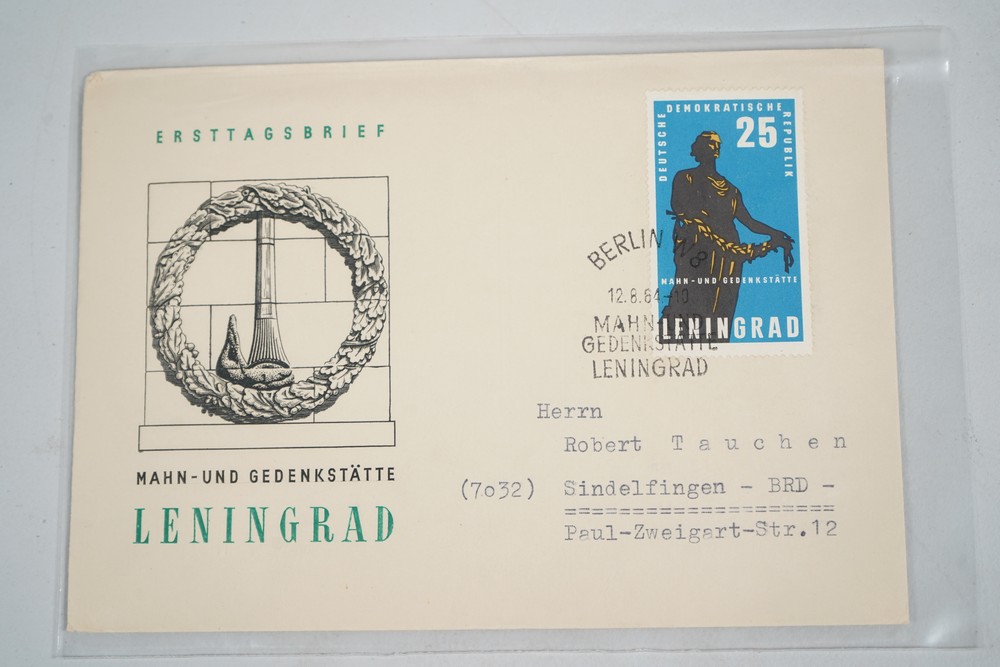 ERSTTAGSBRIEF
MAHN-UND GEDENKSTÄTTE
LENINGRAD
DEUTSCHE DEMOKRATISCHE REPUBLIK
25
MAHN-UND GEDENKSTÄTTE
LENINGRAD
BERLIN W8
12.8.64-10
MAHN-UND
GEDENKSTÄTTE
LENINGRAD
Herrn
Robert Tauchen
(7o32) Sindelfingen - BRD -
=====================
Paul-Zweigart-Str.12